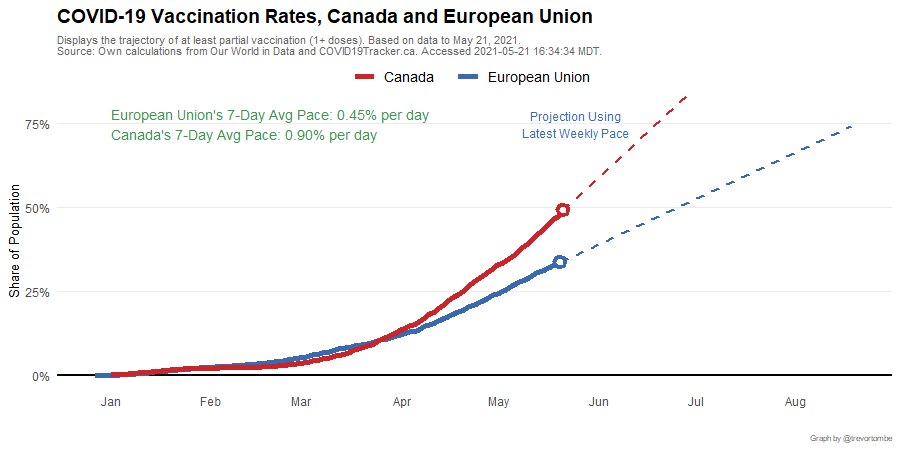 COVID-19 Vaccination Rates, Canada and European Union
Displays the trajectory of at least partial vaccination (1+ doses). Based on data to May 21, 2021.
Source: Own calculations from Our World in Data and COVID19Tracker.ca. Accessed 2021-05-21 16:34:34 MDT.
Canada European Union
European Union's 7-Day Avg Pace: 0.45% per day
Canada's 7-Day Avg Pace: 0.90% per day
Projection Using
Latest Weekly Pace
Share of Population
75%
50%
25%
0%
Jan Feb Mar Apr May Jun Jul Aug
Graph by @trevortombe